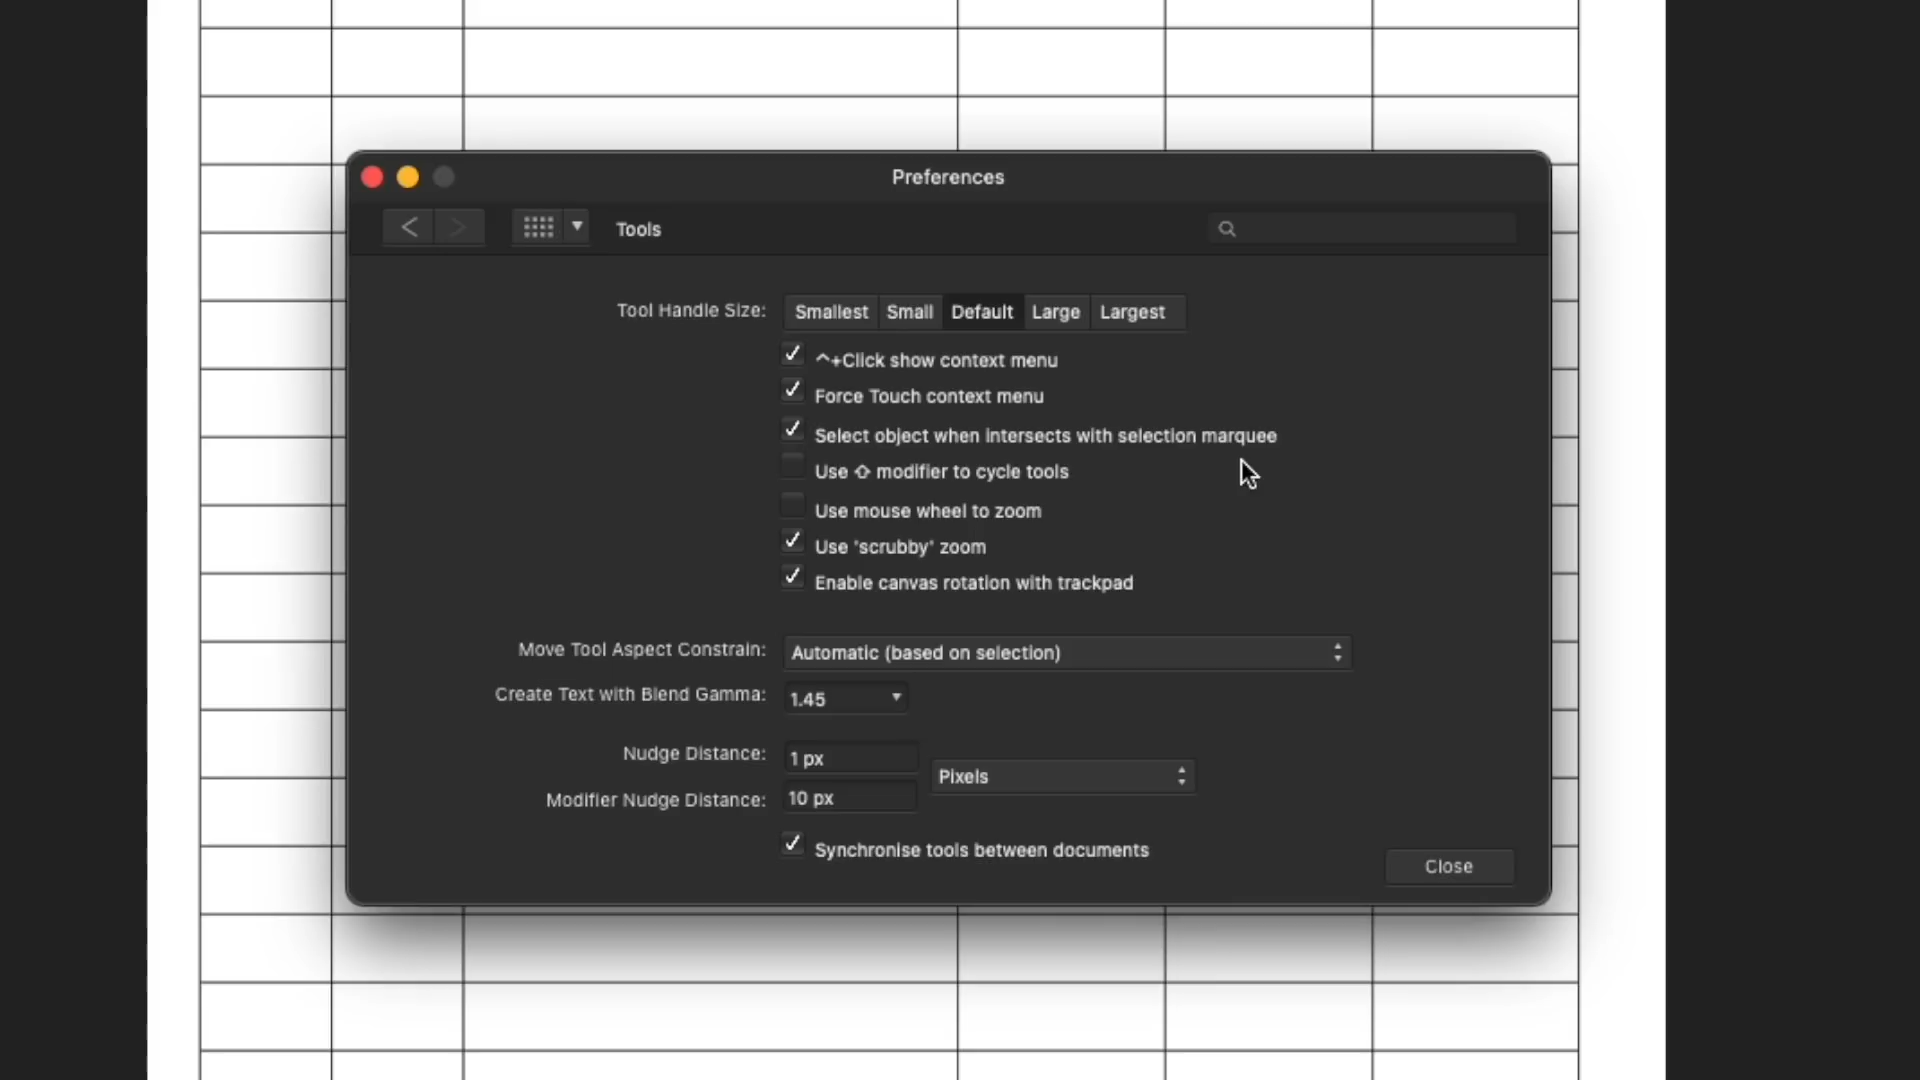 Preferences
Tools
Tool Handle Size: Smallest Small Default Large Largest
^+Click show context menu
Force Touch context menu
Select object when intersects with selection marquee
Use ⇧ modifier to cycle tools
Use mouse wheel to zoom
Use 'scrubby' zoom
Enable canvas rotation with trackpad
Move Tool Aspect Constrain: Automatic (based on selection)
Create Text with Blend Gamma: 1.45
Nudge Distance: 1 px
Pixels
Modifier Nudge Distance: 10 px
Synchronise tools between documents
Close